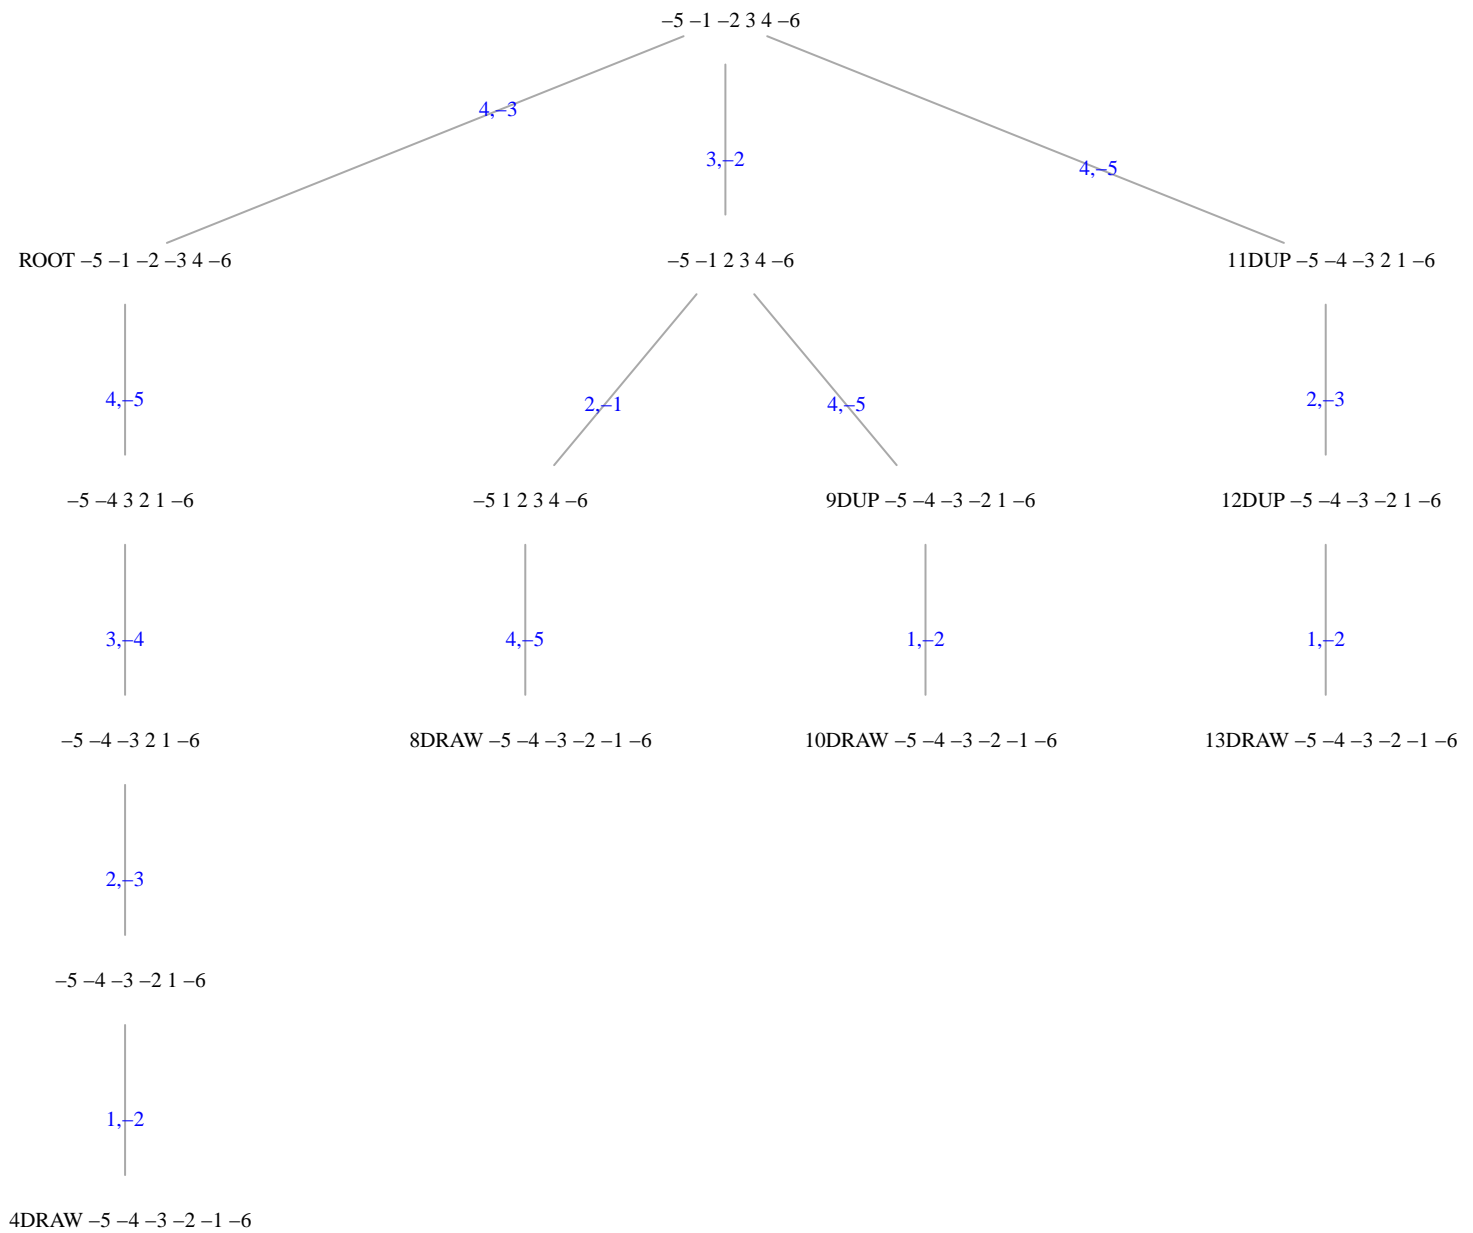 –5 –1 –2 3 4 –6
4,–3
3,–2
4,–5
ROOT –5 –1 –2 –3 4 –6
–5 –1 2 3 4 –6
11DUP –5 –4 –3 2 1 –6
4,–5
2,–1
4,–5
2,–3
–5 –4 3 2 1 –6
–5 1 2 3 4 –6
9DUP –5 –4 –3 –2 1 –6
12DUP –5 –4 –3 –2 1 –6
3,–4
4,–5
1,–2
1,–2
–5 –4 –3 2 1 –6
8DRAW –5 –4 –3 –2 –1 –6
10DRAW –5 –4 –3 –2 –1 –6
13DRAW –5 –4 –3 –2 –1 –6
2,–3
–5 –4 –3 –2 1 –6
1,–2
4DRAW –5 –4 –3 –2 –1 –6